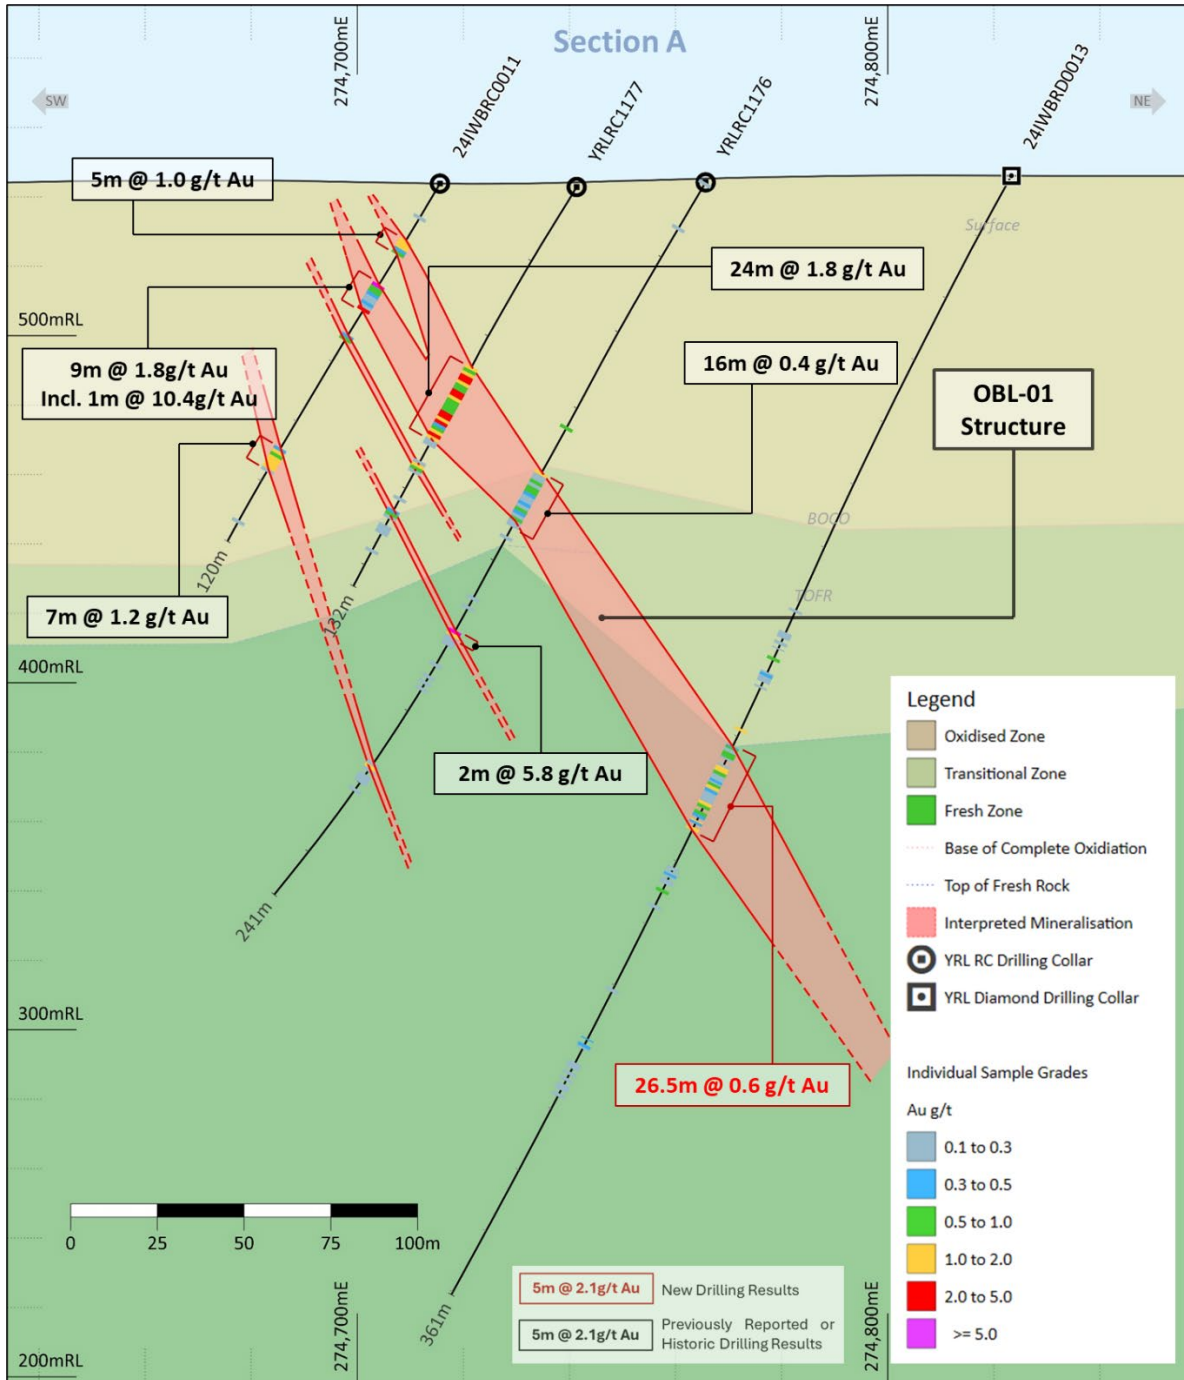 274,700mE
Section A
274,800mE
SW
NE
24IWBRC0011
YRLRC1177
YRLRC1176
24IWBRD0013
5m @ 1.0 g/t Au
Surface
24m @ 1.8 g/t Au
500mRL
9m @ 1.8g/t Au
Incl. 1m @ 10.4g/t Au
16m @ 0.4 g/t Au
OBL-01
Structure
BOCO
120m
7m @ 1.2 g/t Au
132m
TOFR
400mRL
2m @ 5.8 g/t Au
241m
300mRL
26.5m @ 0.6 g/t Au
Legend
Oxidised Zone
Transitional Zone
Fresh Zone
Base of Complete Oxidiation
Top of Fresh Rock
Interpreted Mineralisation
YRL RC Drilling Collar
YRL Diamond Drilling Collar
Individual Sample Grades
Au g/t
0.1 to 0.3
0.3 to 0.5
0.5 to 1.0
1.0 to 2.0
2.0 to 5.0
>= 5.0
0 25 50 75 100m
361m
5m @ 2.1g/t Au New Drilling Results
5m @ 2.1g/t Au Previously Reported or
Historic Drilling Results
274,700mE
274,800mE
200mRL